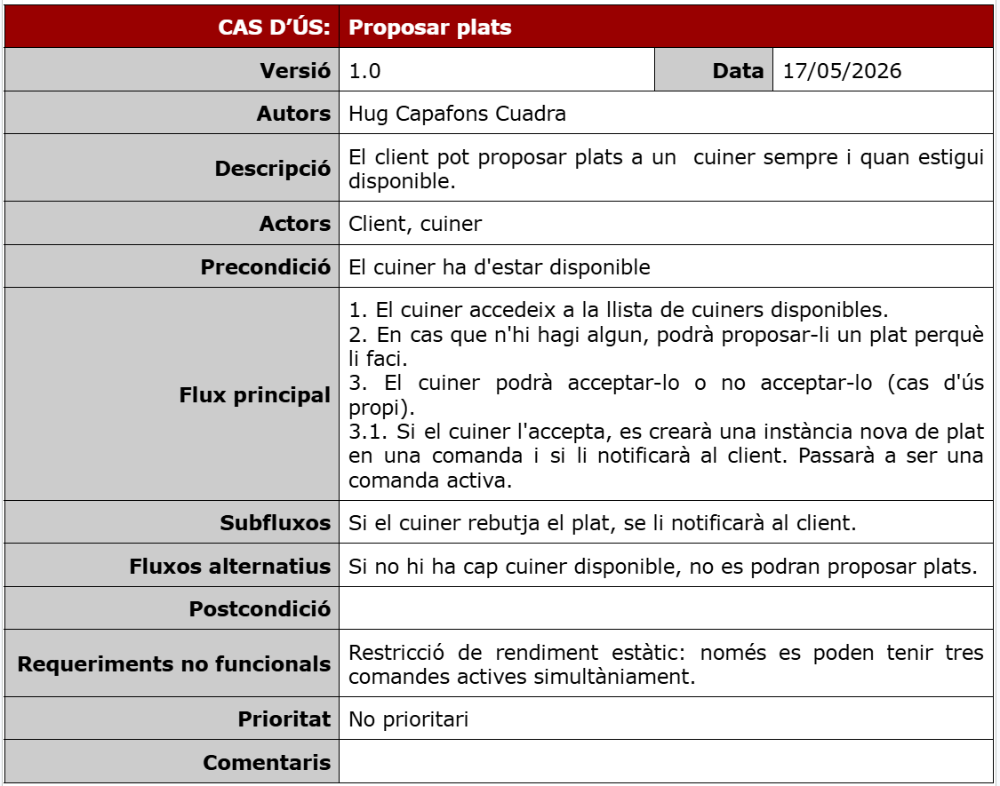 CAS D’ÚS: Proposar plats
Versió 1.0 Data 17/05/2026
Autors Hug Capafons Cuadra
Descripció El client pot proposar plats a un  cuiner sempre i quan estigui
disponible.
Actors Client, cuiner
Precondició El cuiner ha d'estar disponible
1. El cuiner accedeix a la llista de cuiners disponibles.
2. En cas que n'hi hagi algun, podrà proposar-li un plat perquè
li faci.
3. El cuiner podrà acceptar-lo o no acceptar-lo (cas d'ús
Flux principal propi).
3.1. Si el cuiner l'accepta, es crearà una instància nova de plat
en una comanda i si li notificarà al client. Passarà a ser una
comanda activa.
Subfluxos Si el cuiner rebutja el plat, se li notificarà al client.
Fluxos alternatius Si no hi ha cap cuiner disponible, no es podran proposar plats.
Postcondició
Requeriments no funcionals Restricció de rendiment estàtic: només es poden tenir tres
comandes actives simultàniament.
Prioritat No prioritari
Comentaris